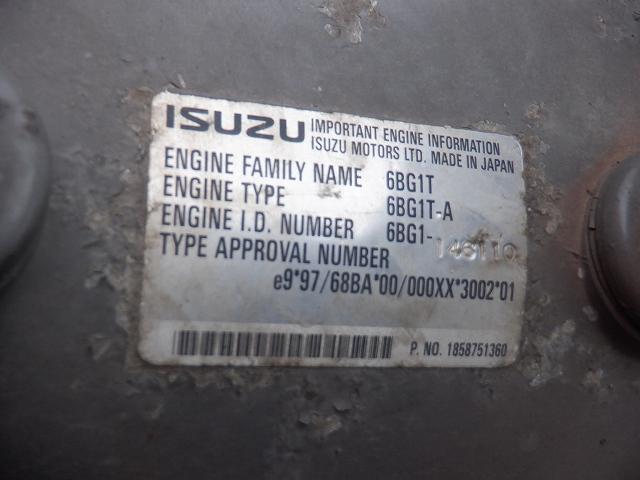 ISUZU IMPORTANT ENGINE INFORMATION
ISUZU MOTORS LTD. MADE IN JAPAN
ENGINE FAMILY NAME 6BG1T
ENGINE TYPE 6BG1T-A
ENGINE I.D. NUMBER 6BG1-146110
TYPE APPROVAL NUMBER
e9*97/68BA*00/000XX*3002*01
P. NO. 1858751360